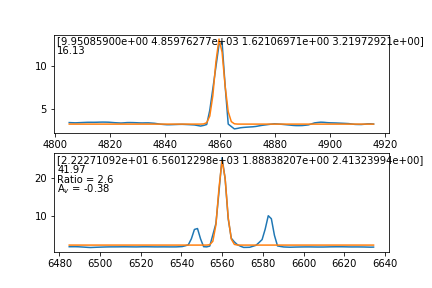 [9.95085900e+00 4.85976277e+03 1.62106971e+00 3.21972921e+00]
16.13
10
5
4800 4820 4840 4860 4880 4900 4920
[2.22271092e+01 6.56012298e+03 1.88838207e+00 2.41323994e+00]
41.97
Ratio = 2.6
Aᵥ = -0.38
20
10
6480 6500 6520 6540 6560 6580 6600 6620 6640